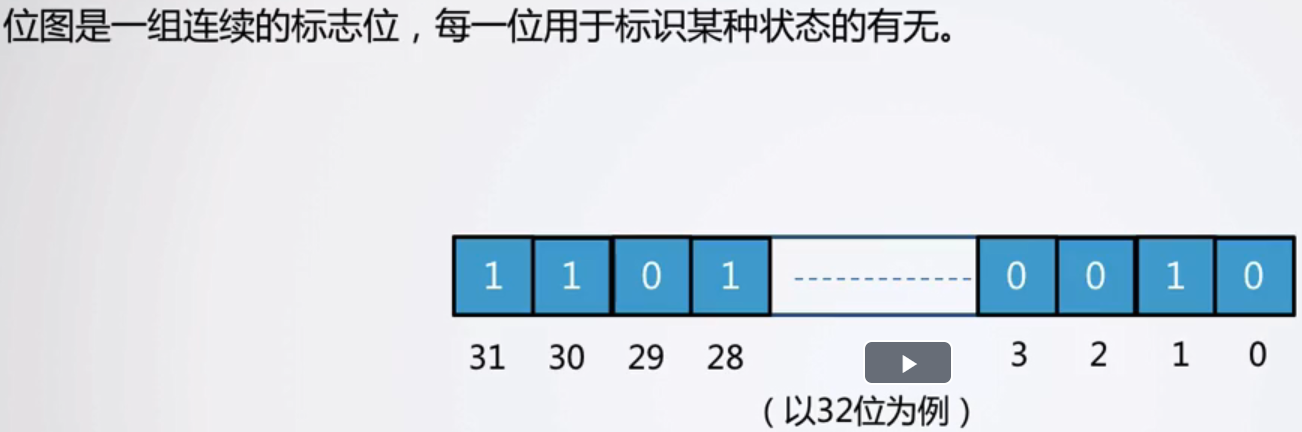 位图是一组连续的标志位，每一位用于标识某种状态的有无。
1 1 0 1 0 0 1 0
31 30 29 28 3 2 1 0
（以32位为例）